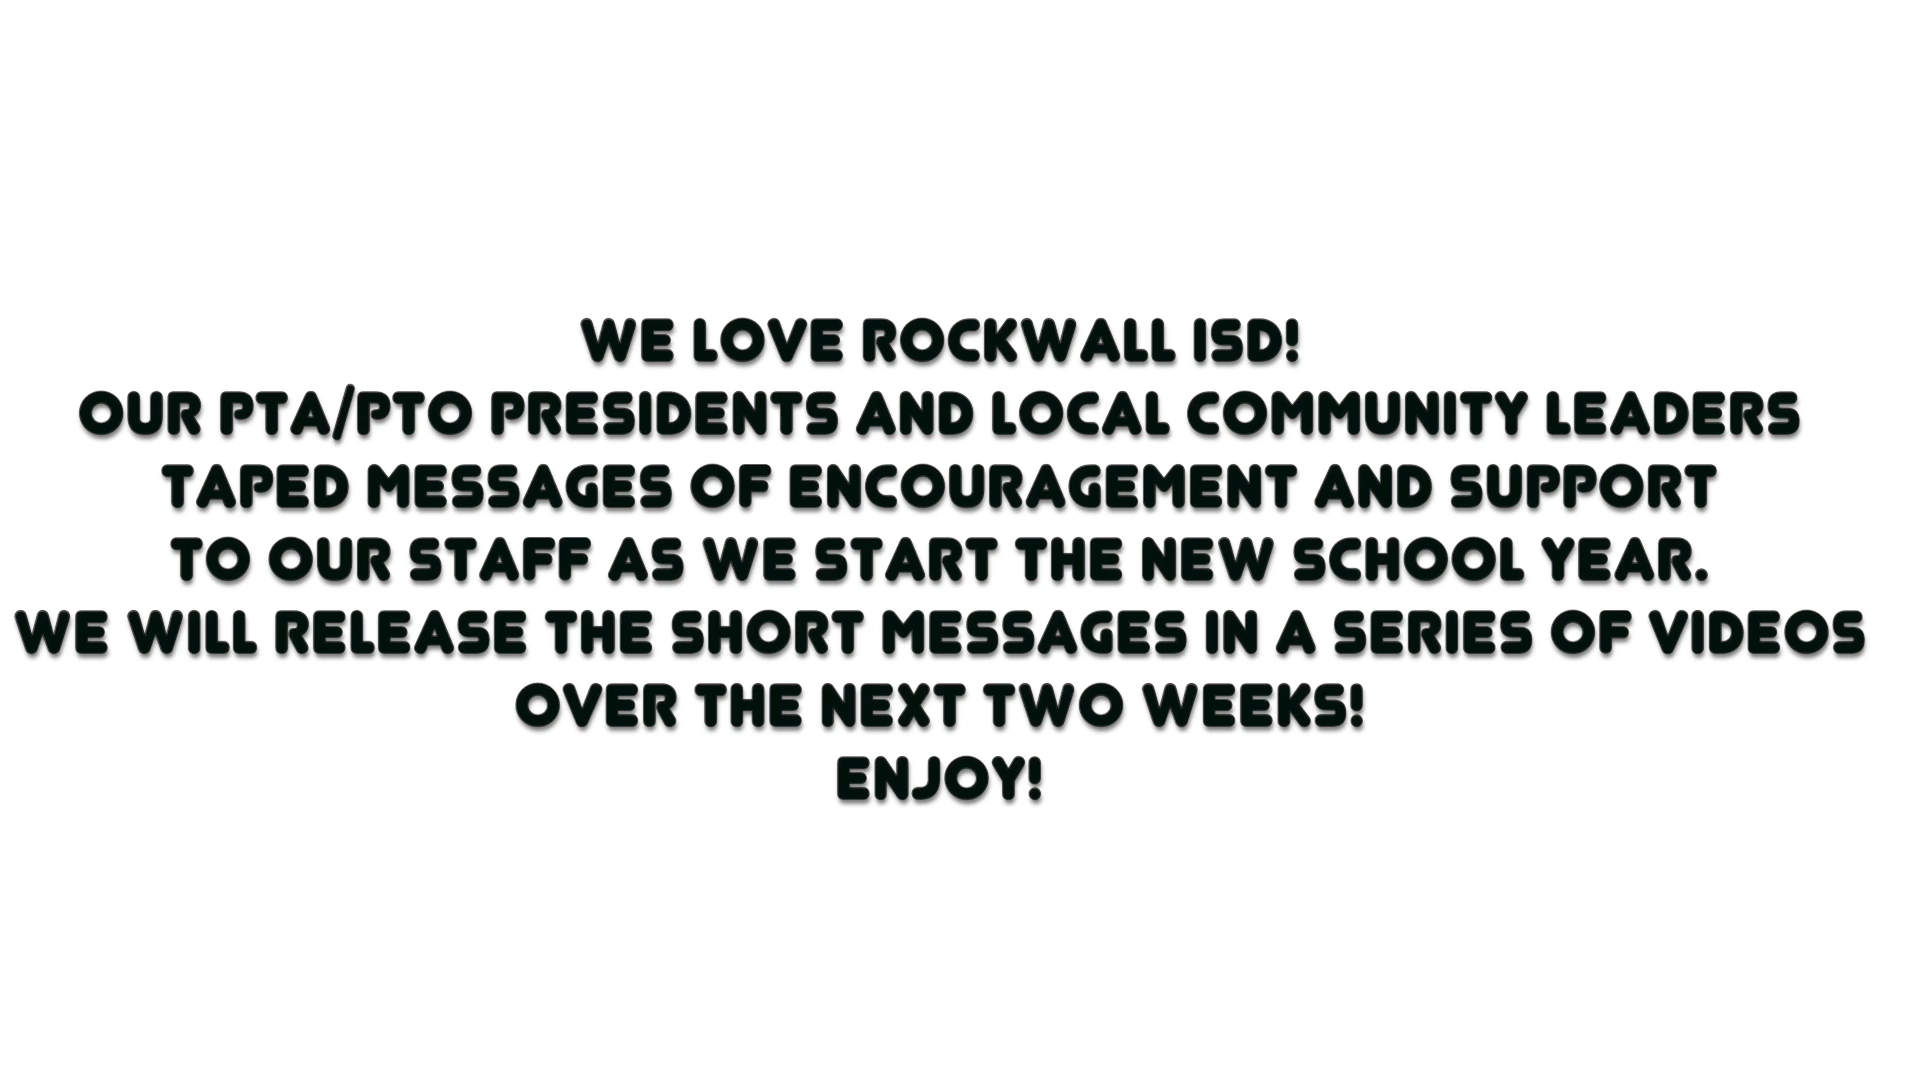 WE LOVE ROCKWALL ISD!
OUR PTA/PTO PRESIDENTS AND LOCAL COMMUNITY LEADERS
TAPED MESSAGES OF ENCOURAGEMENT AND SUPPORT
TO OUR STAFF AS WE START THE NEW SCHOOL YEAR.
WE WILL RELEASE THE SHORT MESSAGES IN A SERIES OF VIDEOS
OVER THE NEXT TWO WEEKS!
ENJOY!